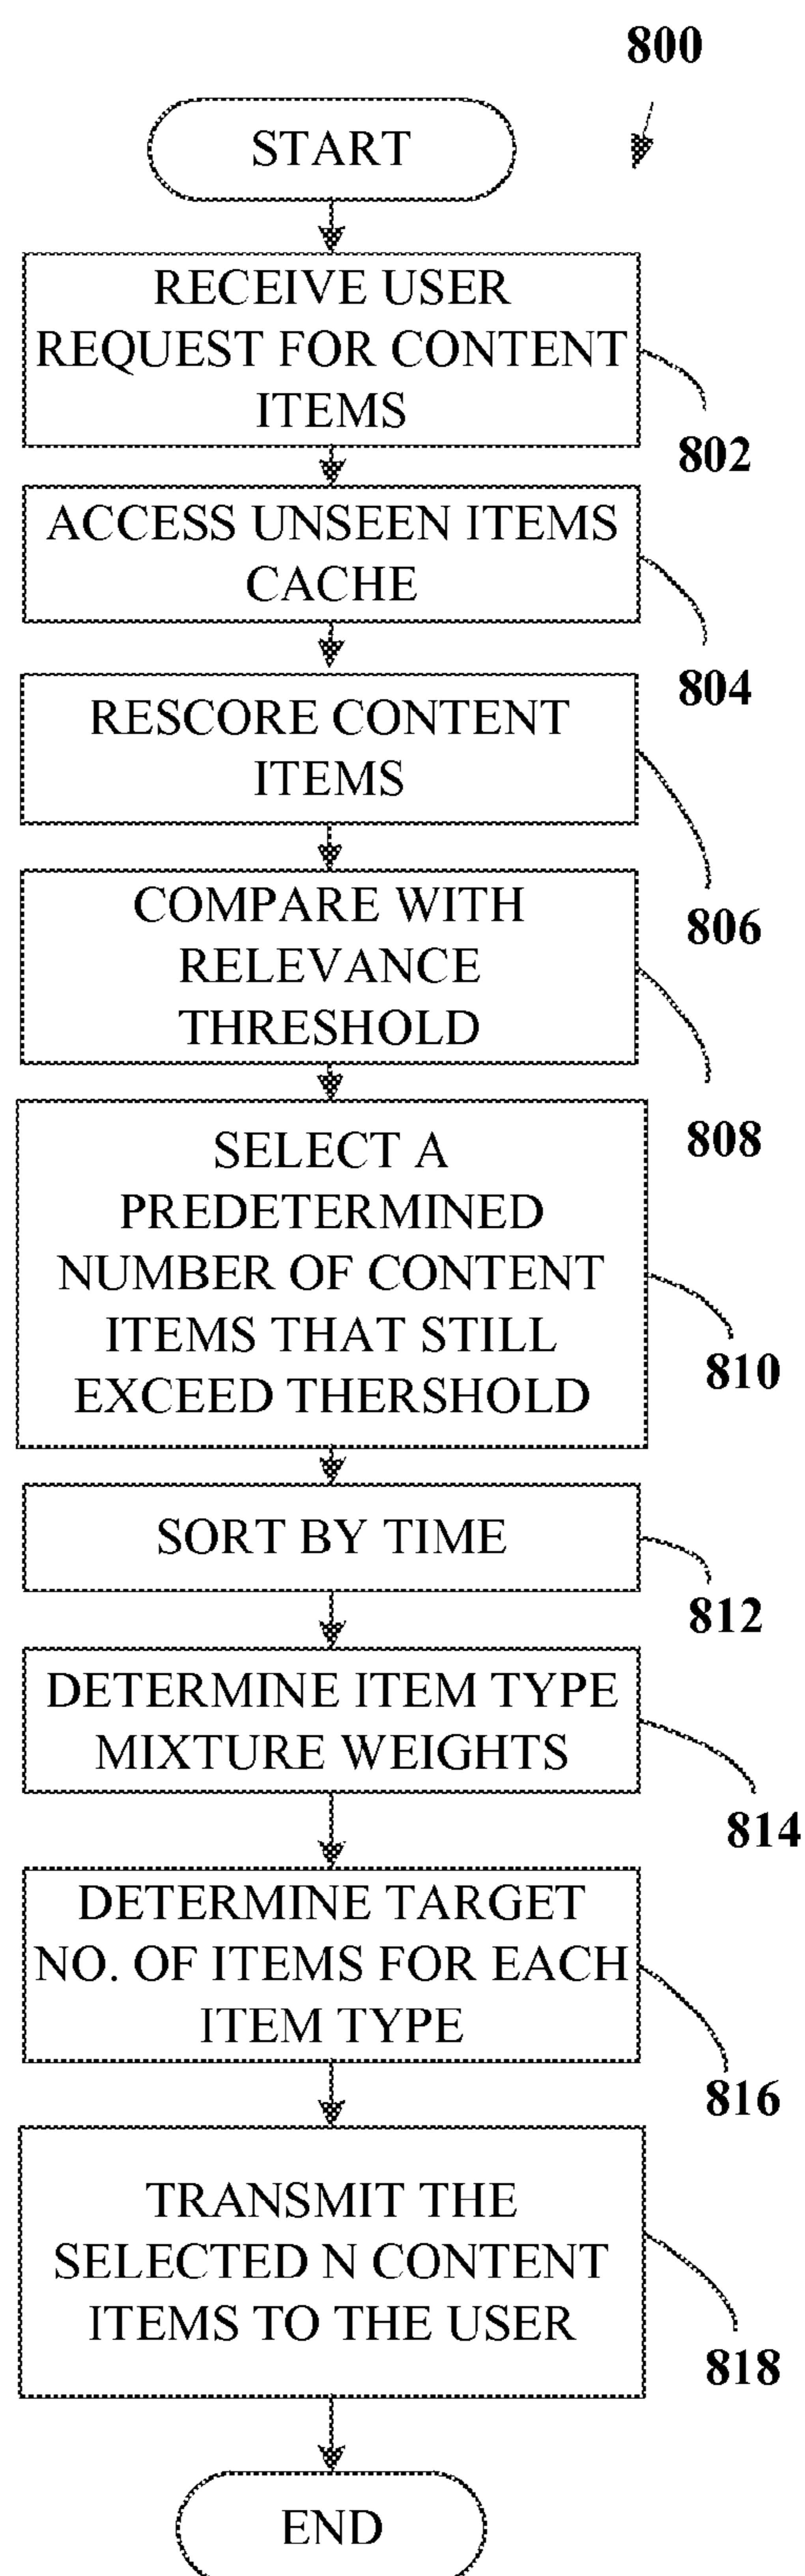 800
START
RECEIVE USER
REQUEST FOR CONTENT
ITEMS
802
ACCESS UNSEEN ITEMS
CACHE
804
RESCORE CONTENT
ITEMS
806
COMPARE WITH
RELEVANCE
THRESHOLD
808
SELECT A
PREDETERMINED
NUMBER OF CONTENT
ITEMS THAT STILL
EXCEED THERSHOLD
810
SORT BY TIME
812
DETERMINE ITEM TYPE
MIXTURE WEIGHTS
814
DETERMINE TARGET
NO. OF ITEMS FOR EACH
ITEM TYPE
816
TRANSMIT THE
SELECTED N CONTENT
ITEMS TO THE USER
818
END